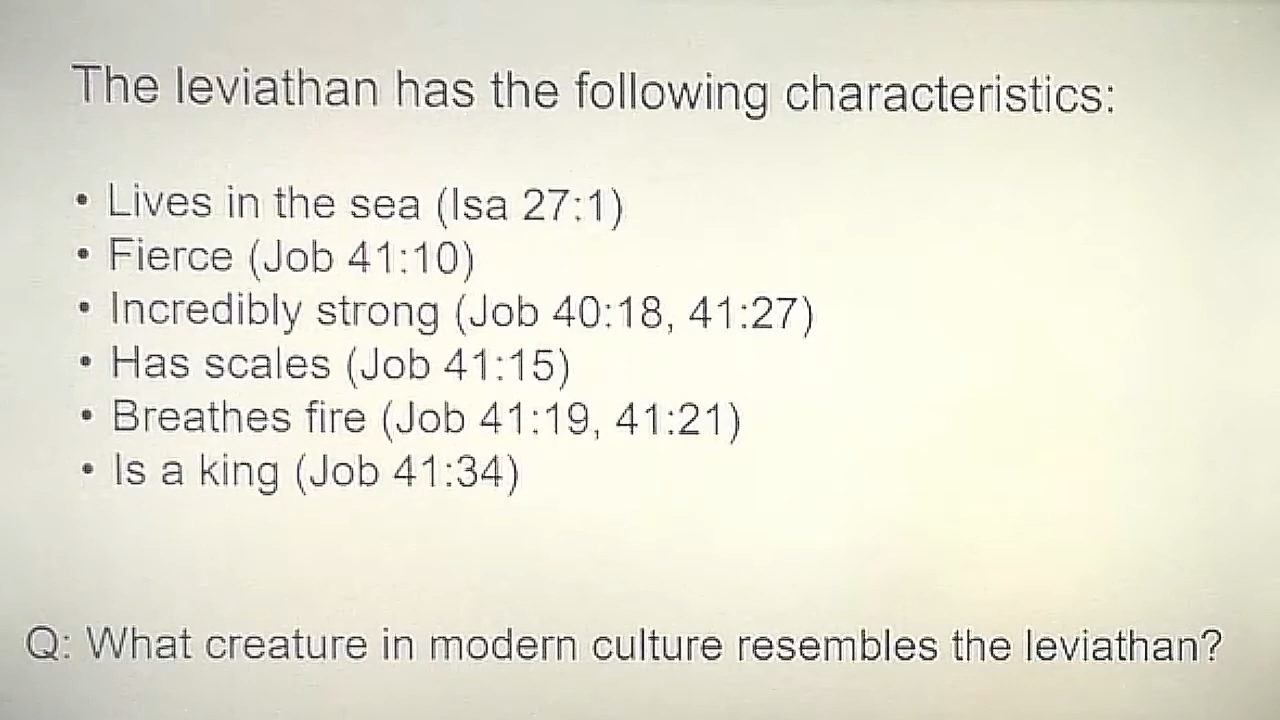 The leviathan has the following characteristics:
• Lives in the sea (Isa 27:1)
• Fierce (Job 41:10)
• Incredibly strong (Job 40:18, 41:27)
• Has scales (Job 41:15)
• Breathes fire (Job 41:19, 41:21)
• Is a king (Job 41:34)
Q: What creature in modern culture resembles the leviathan?